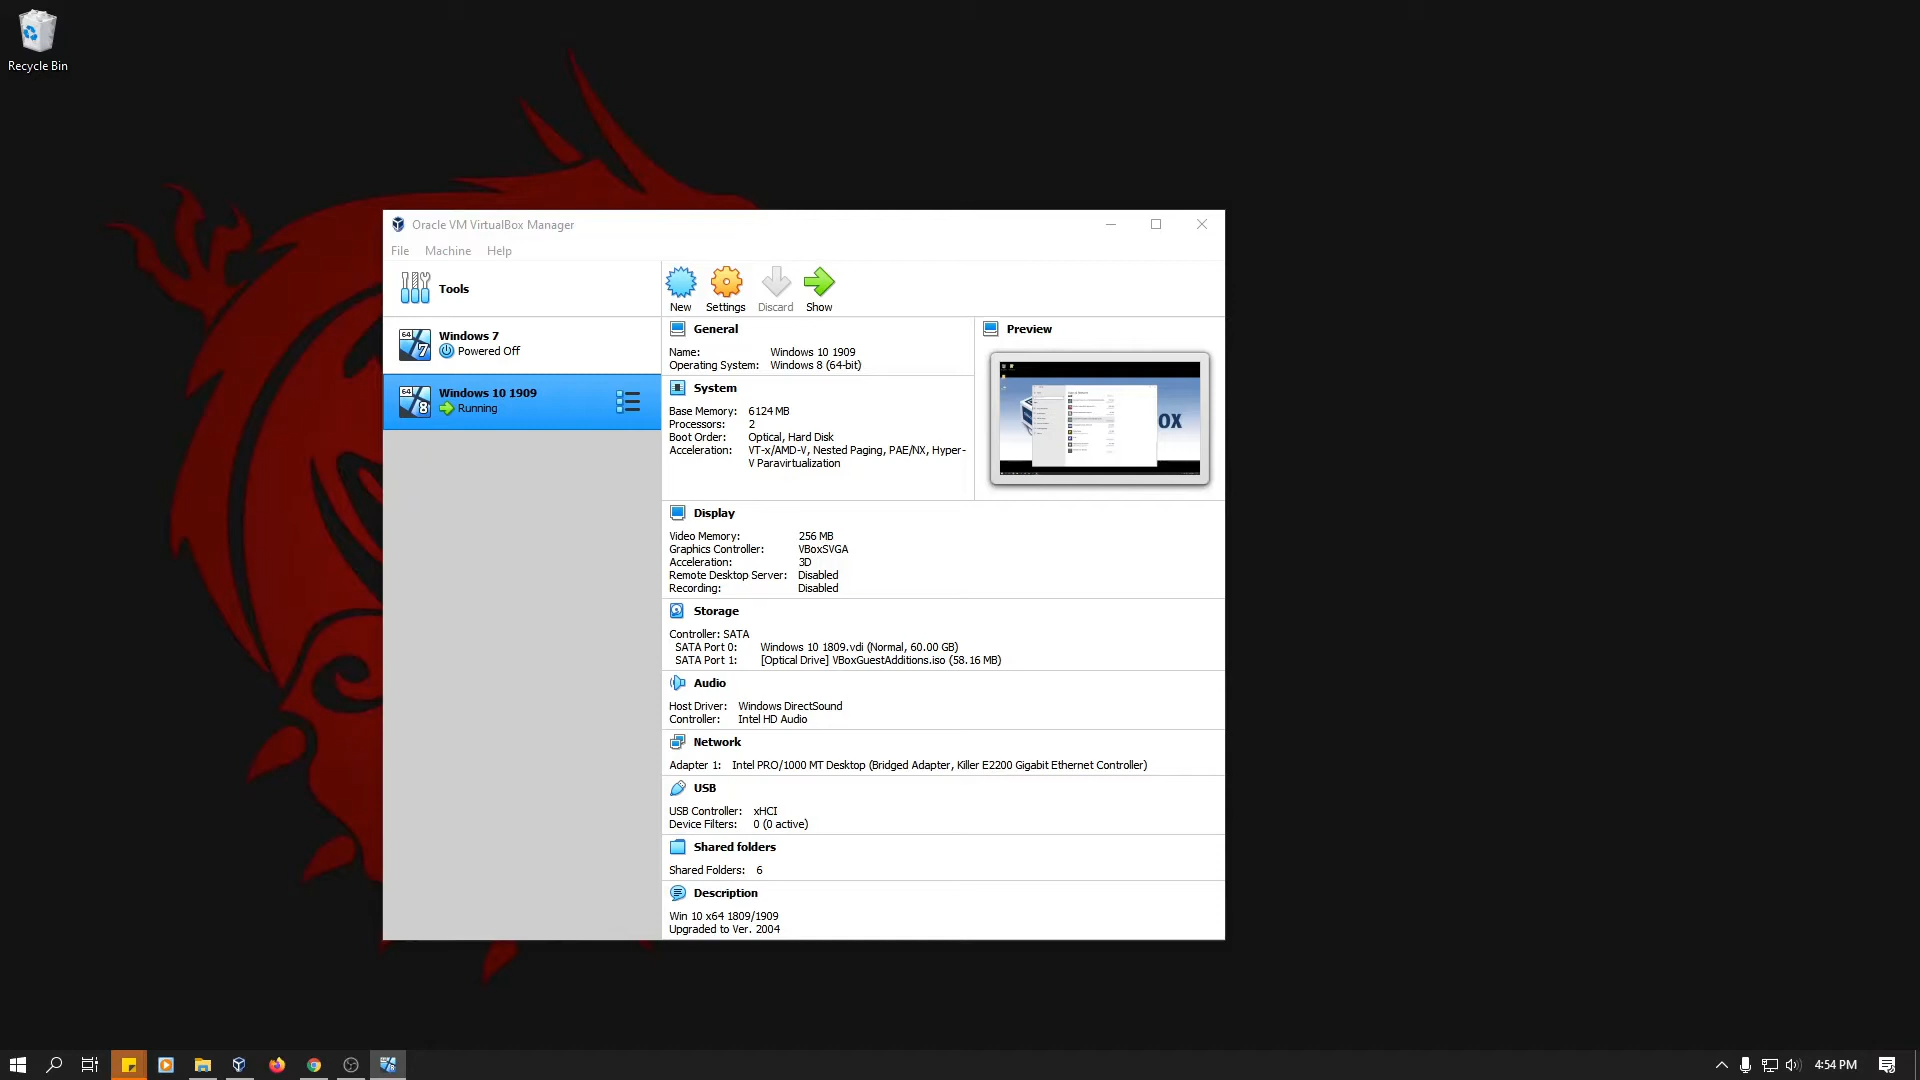 Recycle Bin
Oracle VM VirtualBox Manager
File Machine Help
Tools
New Settings Discard Show
64 7
Windows 7
Powered Off
64 8
Windows 10 1909
Running
General
Name: Windows 10 1909
Operating System: Windows 8 (64-bit)
Preview
OX
System
Base Memory: 6124 MB
Processors: 2
Boot Order: Optical, Hard Disk
Acceleration: VT-x/AMD-V, Nested Paging, PAE/NX, Hyper-
V Paravirtualization
Display
Video Memory: 256 MB
Graphics Controller: VBoxSVGA
Acceleration: 3D
Remote Desktop Server: Disabled
Recording: Disabled
Storage
Controller: SATA
SATA Port 0: Windows 10 1809.vdi (Normal, 60.00 GB)
SATA Port 1: [Optical Drive] VBoxGuestAdditions.iso (58.16 MB)
Audio
Host Driver: Windows DirectSound
Controller: Intel HD Audio
Network
Adapter 1: Intel PRO/1000 MT Desktop (Bridged Adapter, Killer E2200 Gigabit Ethernet Controller)
USB
USB Controller: xHCI
Device Filters: 0 (0 active)
Shared folders
Shared Folders: 6
Description
Win 10 x64 1809/1909
Upgraded to Ver. 2004
4:54 PM